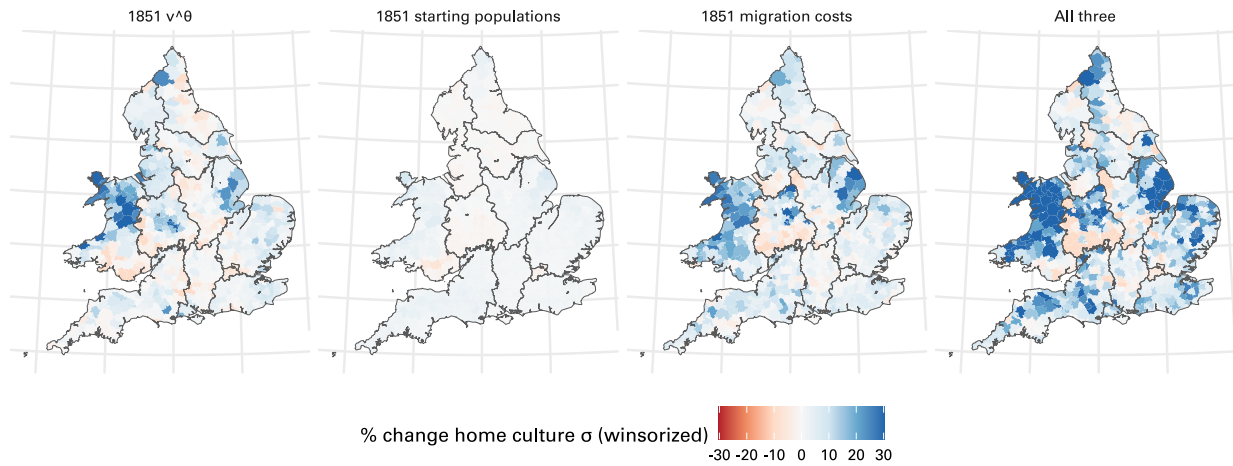 1851 v^θ
1851 starting populations
1851 migration costs
All three
% change home culture σ (winsorized)
-30 -20 -10 0 10 20 30